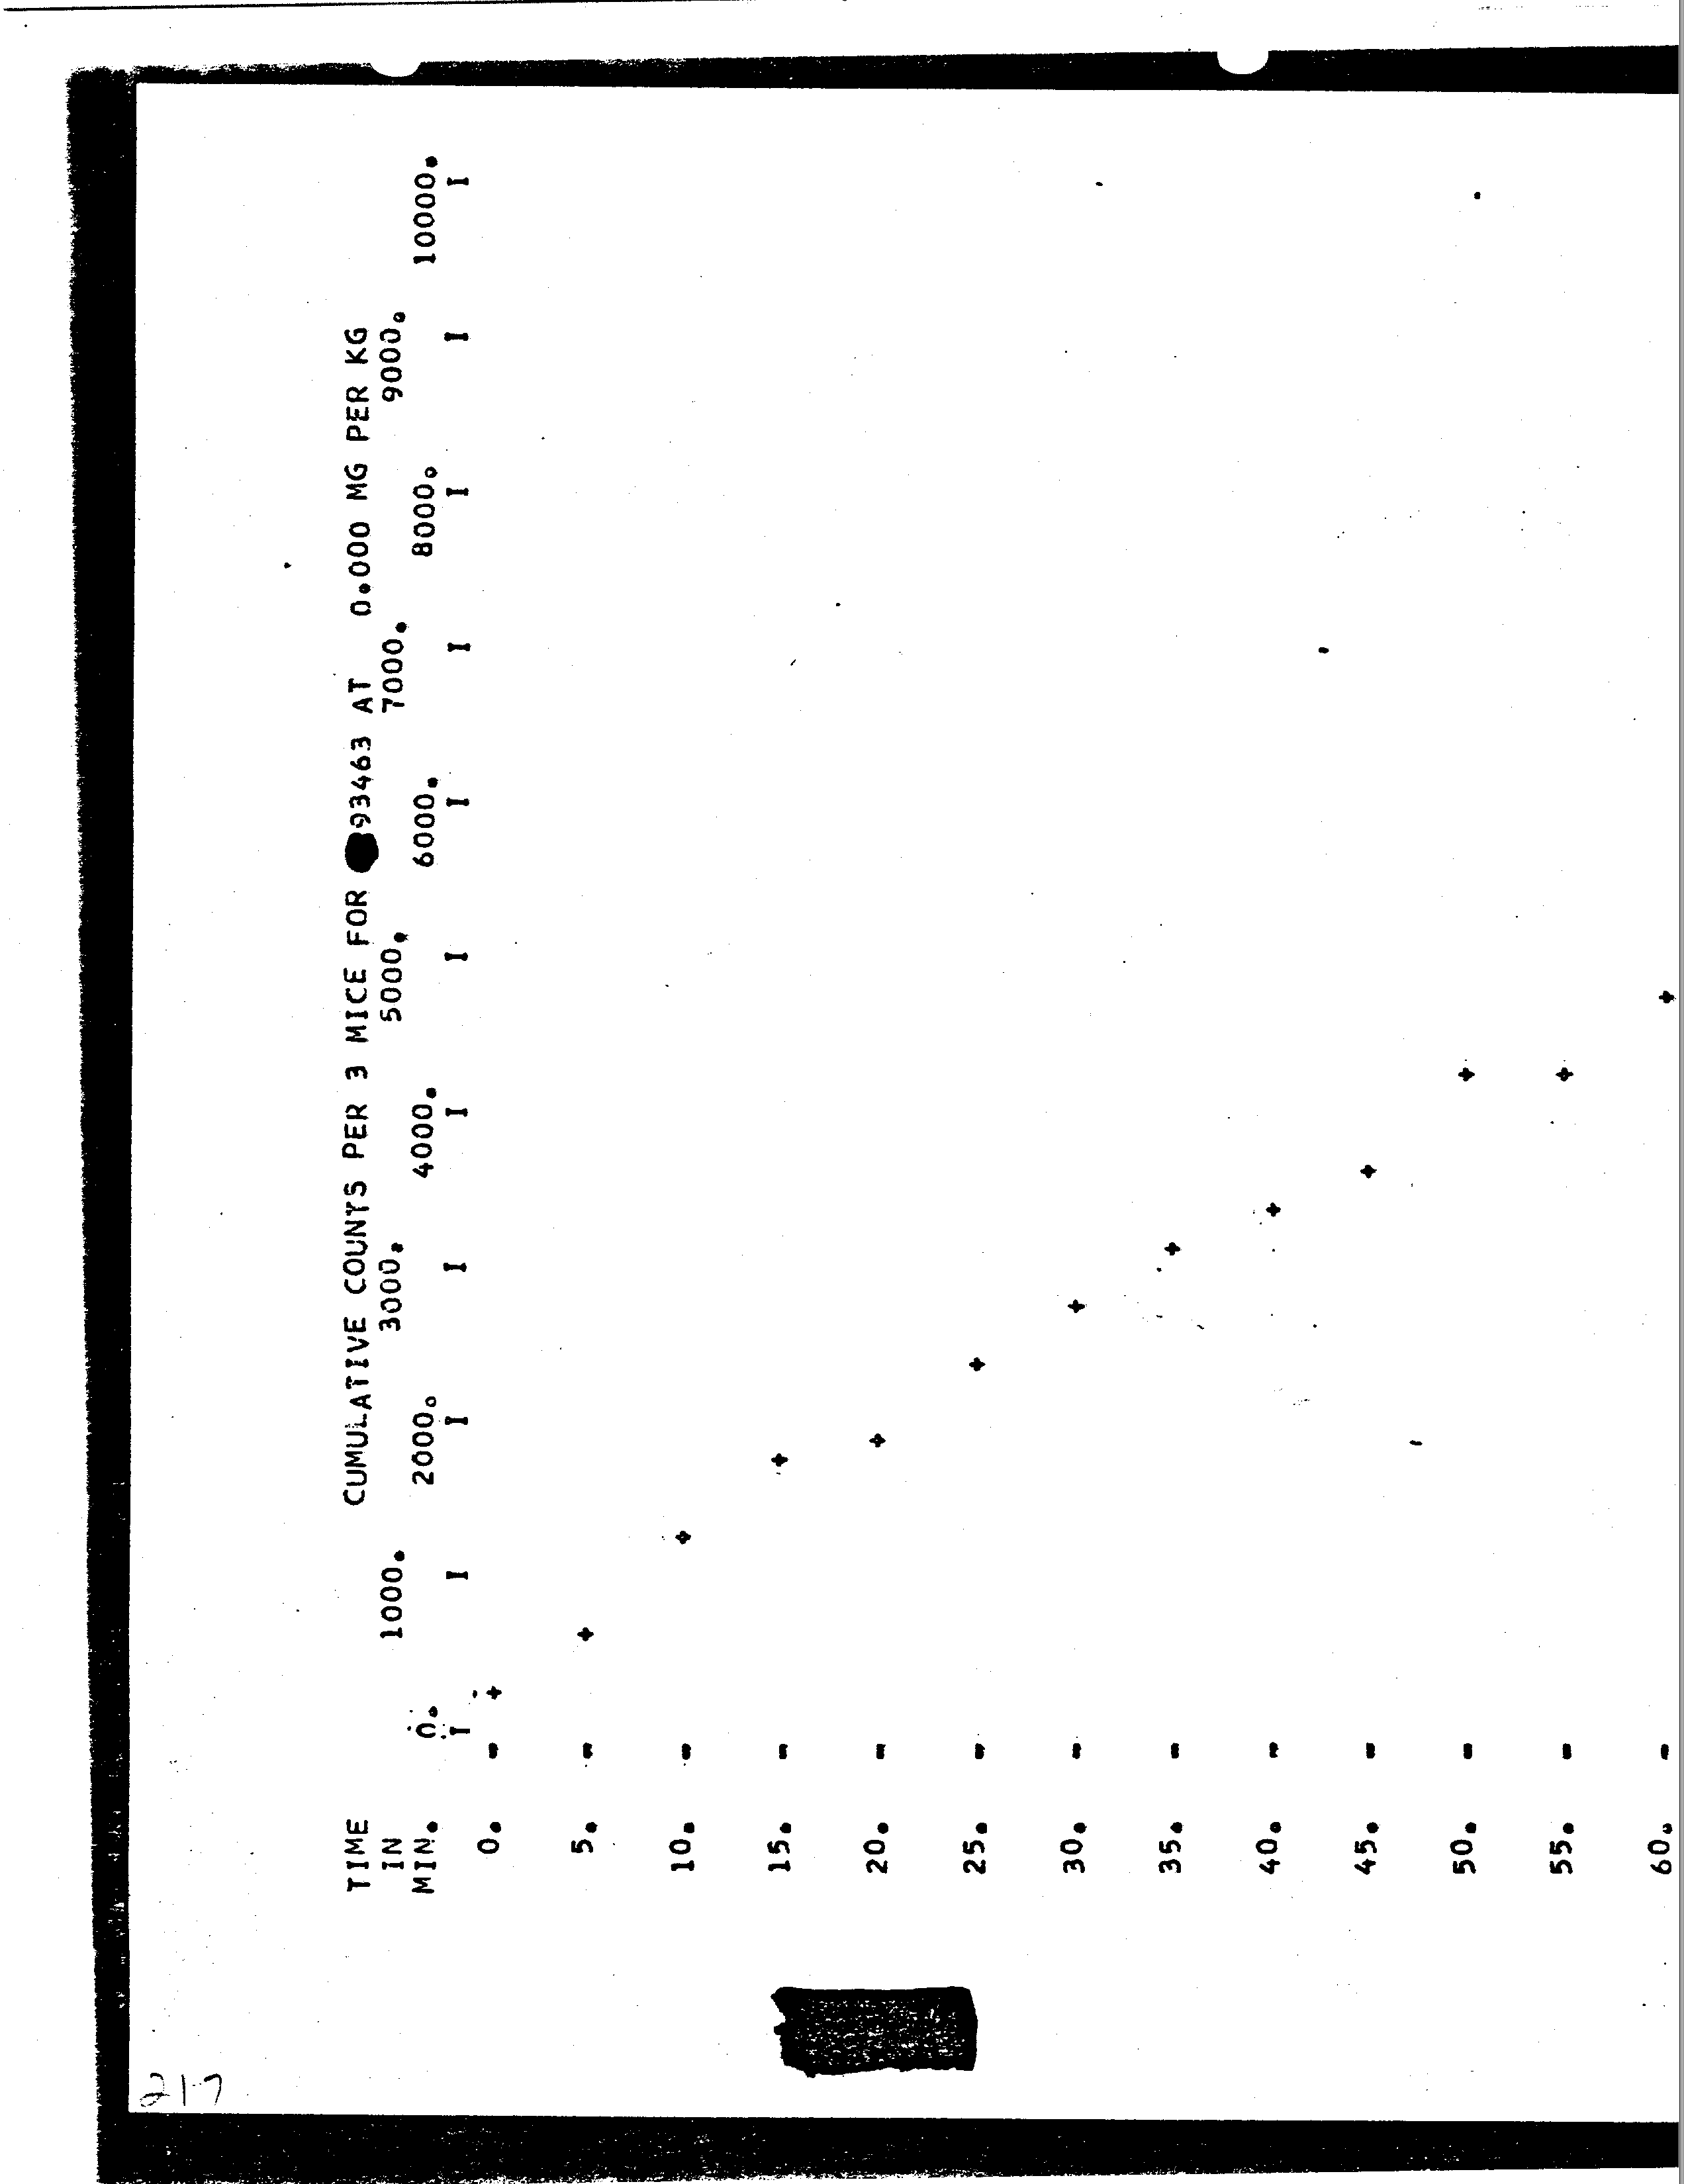 CUMULATIVE COUNTS PER 3 MICE FOR 93463 AT 0.000 MG PER KG
TIME
IN 1000. 3000. 5000. 7000. 9000.
MIN. 0. 2000. 4000. 6000. 8000. 10000.
I I I I I I I I I I I
0. - +
5. - +
10. - +
15. - +
20. - +
25. - +
30. - +
35. - +
40. - +
45. - +
50. - +
55. - +
60. - +
217